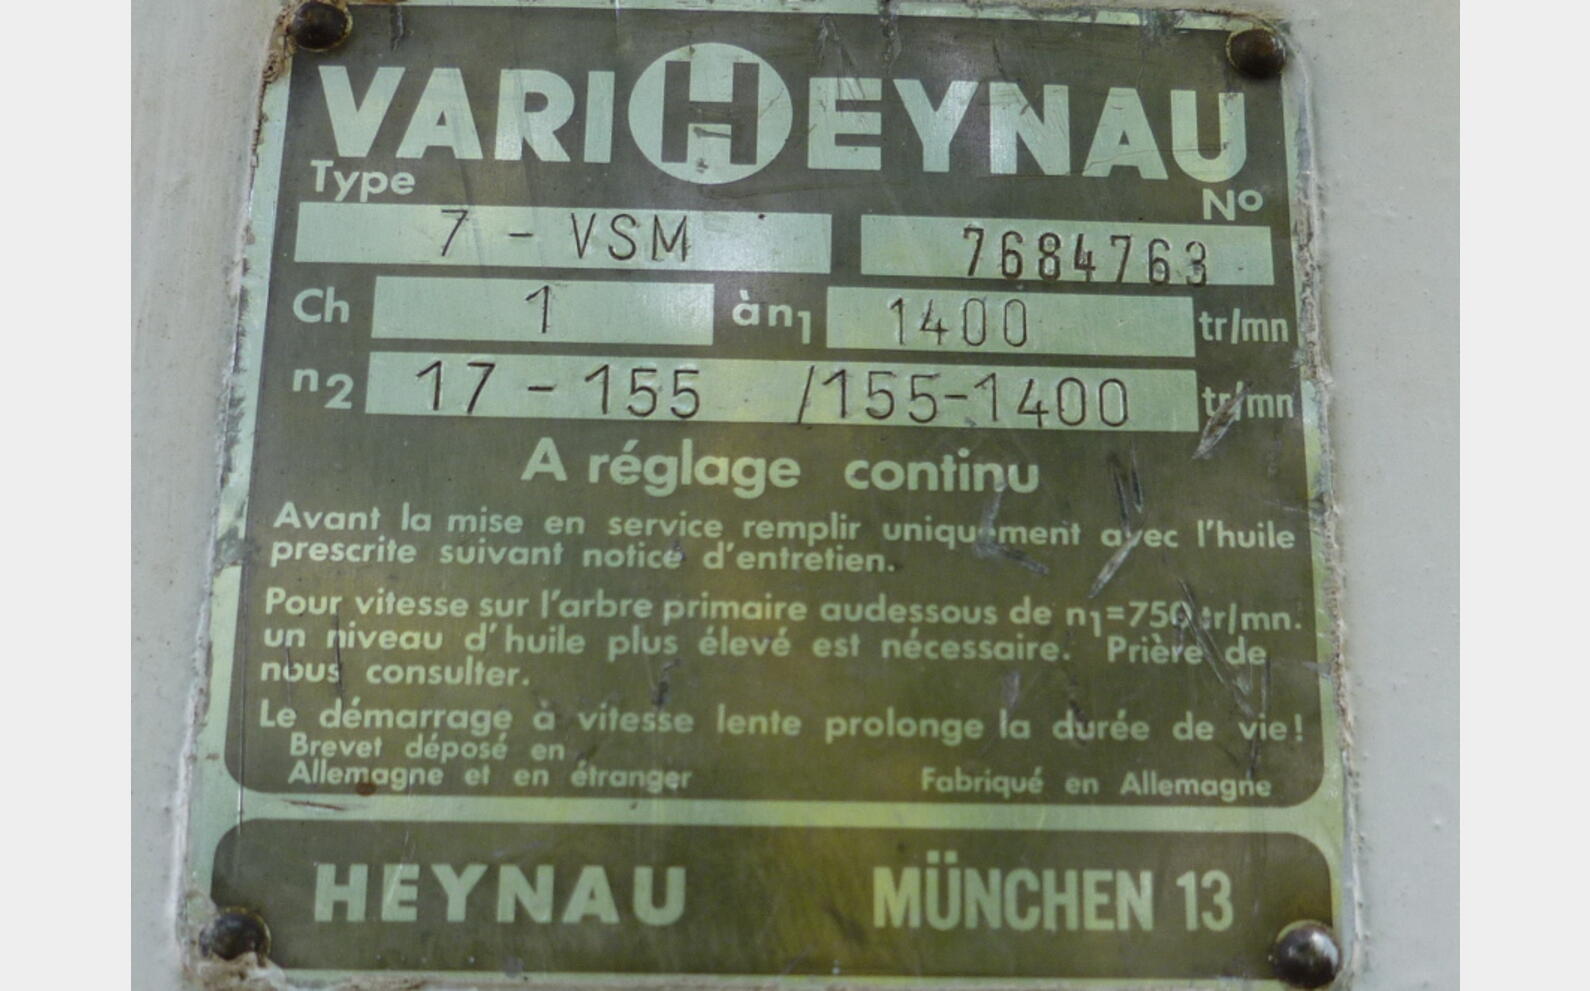 VARIHEYNAU
Type Nº
7 - VSM 7684763
Ch 1 à n1 1400 tr/mn
n2 17 - 155 /155-1400 tr/mn
A réglage continu
Avant la mise en service remplir uniquement avec l'huile
prescrite suivant notice d'entretien.
Pour vitesse sur l'arbre primaire audessous de n1=750 tr/mn.
un niveau d'huile plus élevé est nécessaire. Prière de
nous consulter.
Le démarrage à vitesse lente prolonge la durée de vie!
Brevet déposé en
Allemagne et en étranger Fabriqué en Allemagne
HEYNAU MÜNCHEN 13